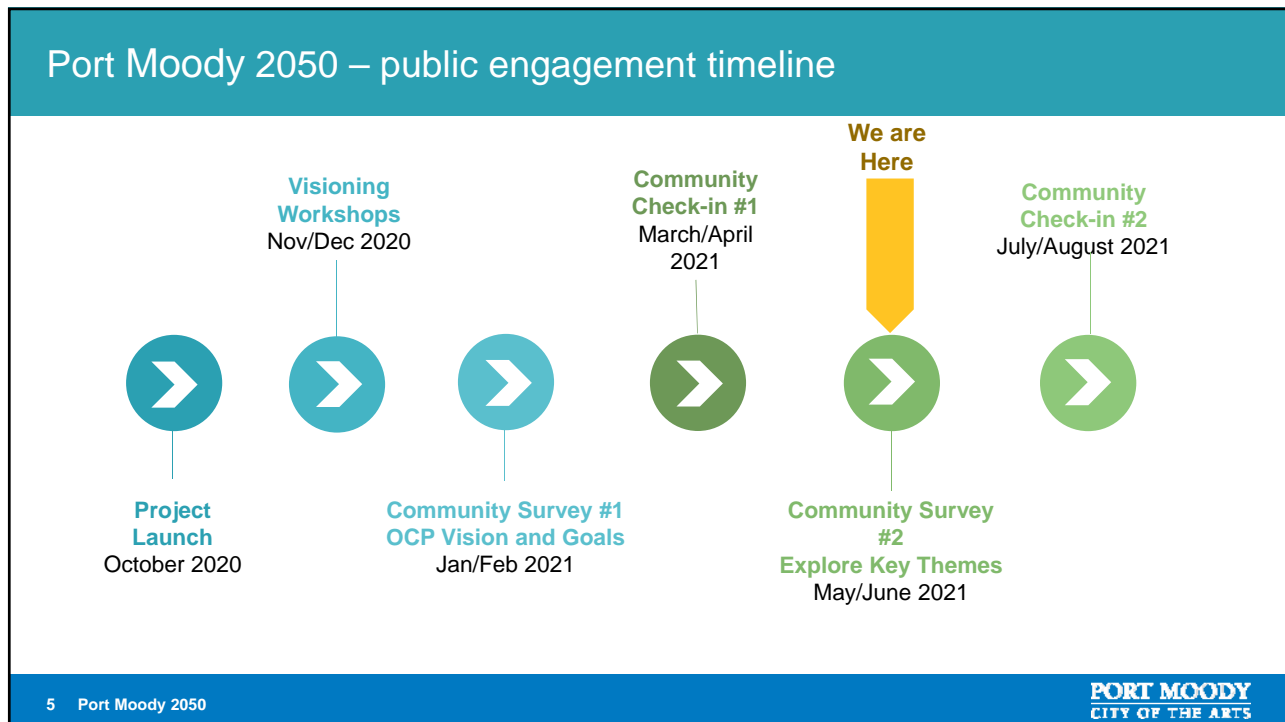 Port Moody 2050 – public engagement timeline
We are
Here
Visioning
Workshops
Nov/Dec 2020
Community
Check-in #1
March/April
2021
Community
Check-in #2
July/August 2021
Project
Launch
October 2020
Community Survey #1
OCP Vision and Goals
Jan/Feb 2021
Community Survey
#2
Explore Key Themes
May/June 2021
5 Port Moody 2050
PORT MOODY
CITY OF THE ARTS